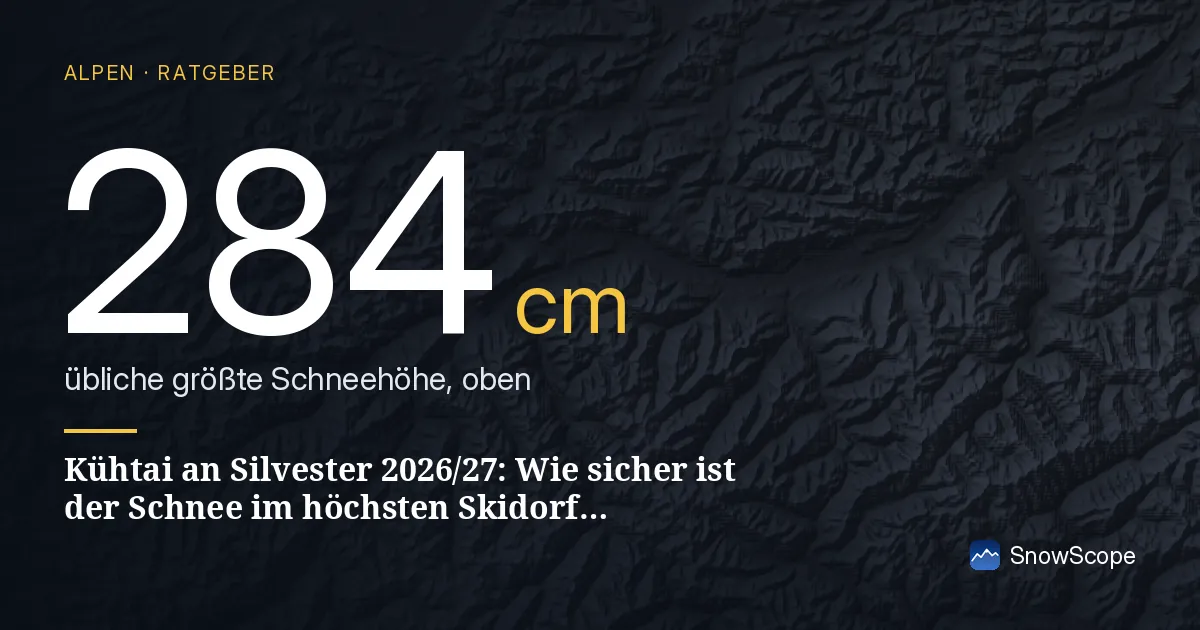 ALPEN · RATGEBER
284 cm
übliche größte Schneehöhe, oben
Kühtai an Silvester 2026/27: Wie sicher ist
der Schnee im höchsten Skidorf…
SnowScope